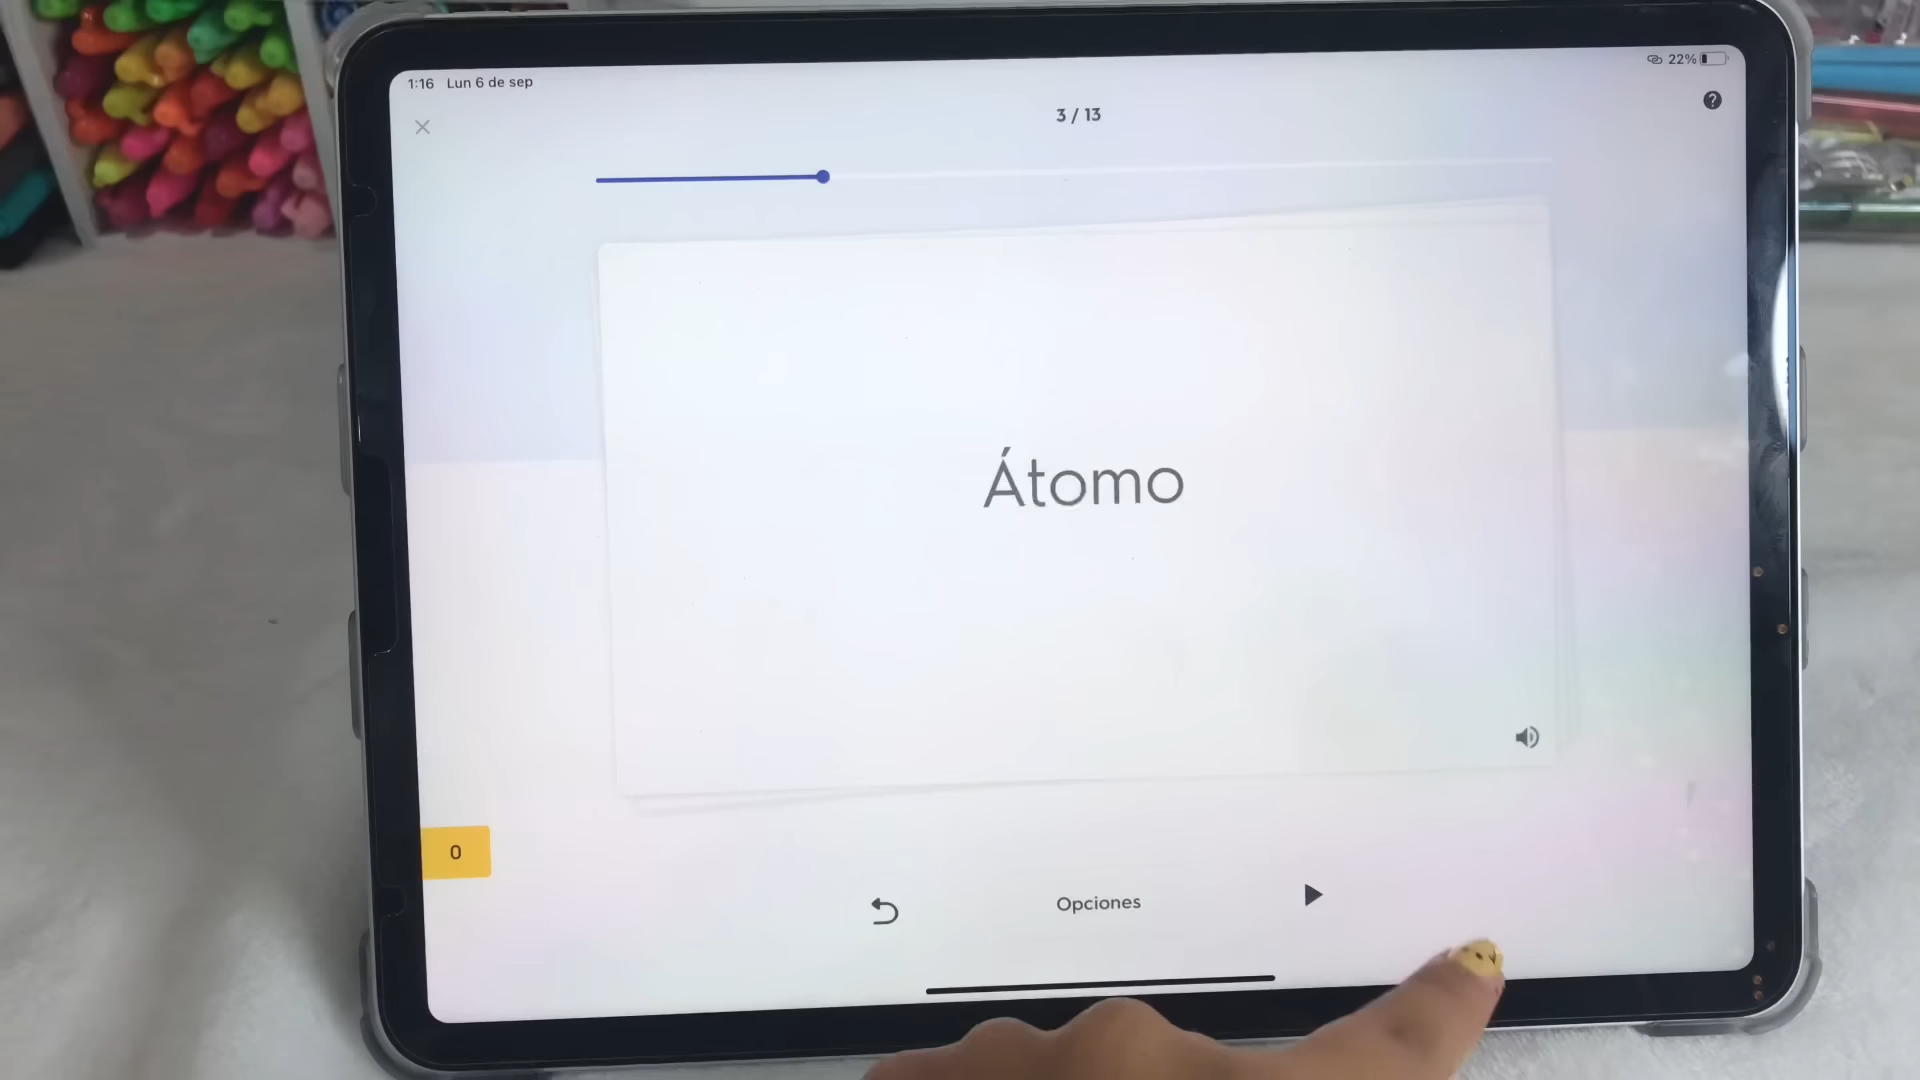 1:16 Lun 6 de sep
22%
3 / 13
?
Átomo
0
Opciones